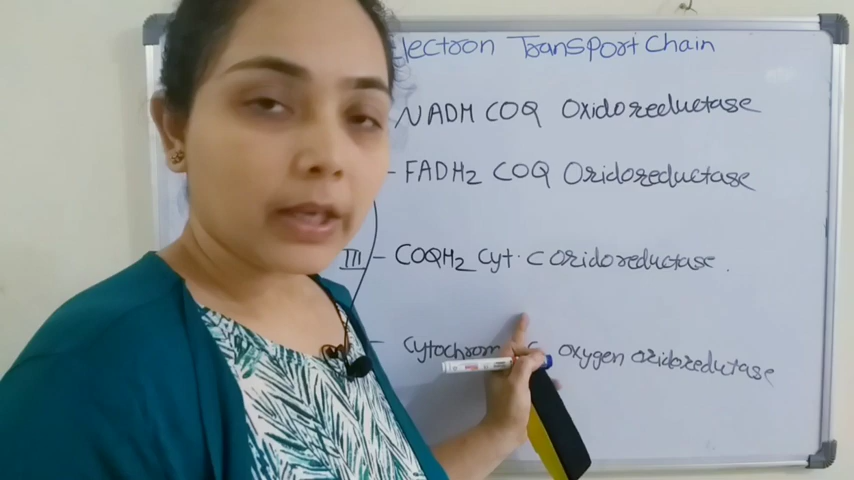 lectron Transport Chain
NADH COQ Oxidoreductase
- FADH2 COQ Oxidoreductase
III - COQH2 Cyt. C oxidoreductase.
- Cytochrom C oxygen oxidoreductase